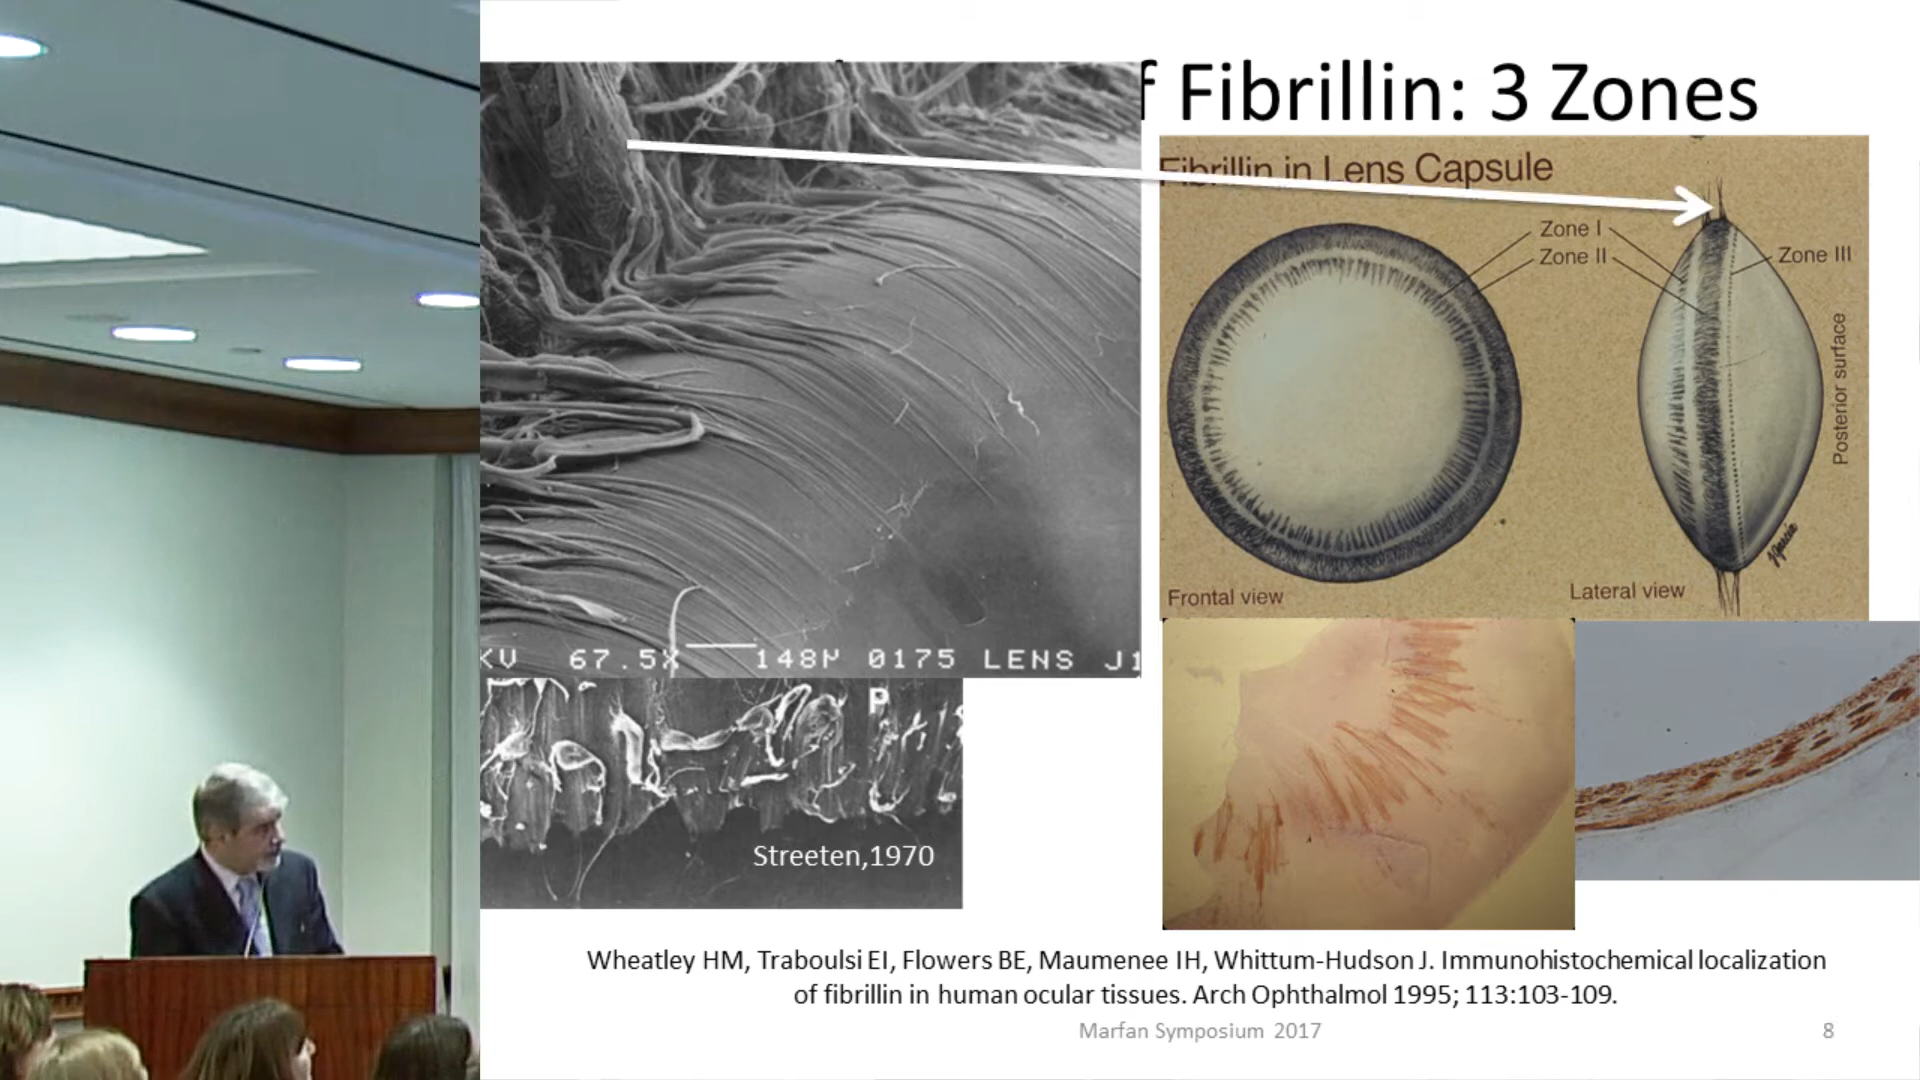 f Fibrillin: 3 Zones
Fibrillin in Lens Capsule
Zone I
Zone II
Zone III
Posterior surface
Frontal view
Lateral view
KV 67.5X 148µ 0175 LENS J1
P
Streeten,1970
Wheatley HM, Traboulsi EI, Flowers BE, Maumenee IH, Whittum-Hudson J. Immunohistochemical localization
of fibrillin in human ocular tissues. Arch Ophthalmol 1995; 113:103-109.
Marfan Symposium 2017
8